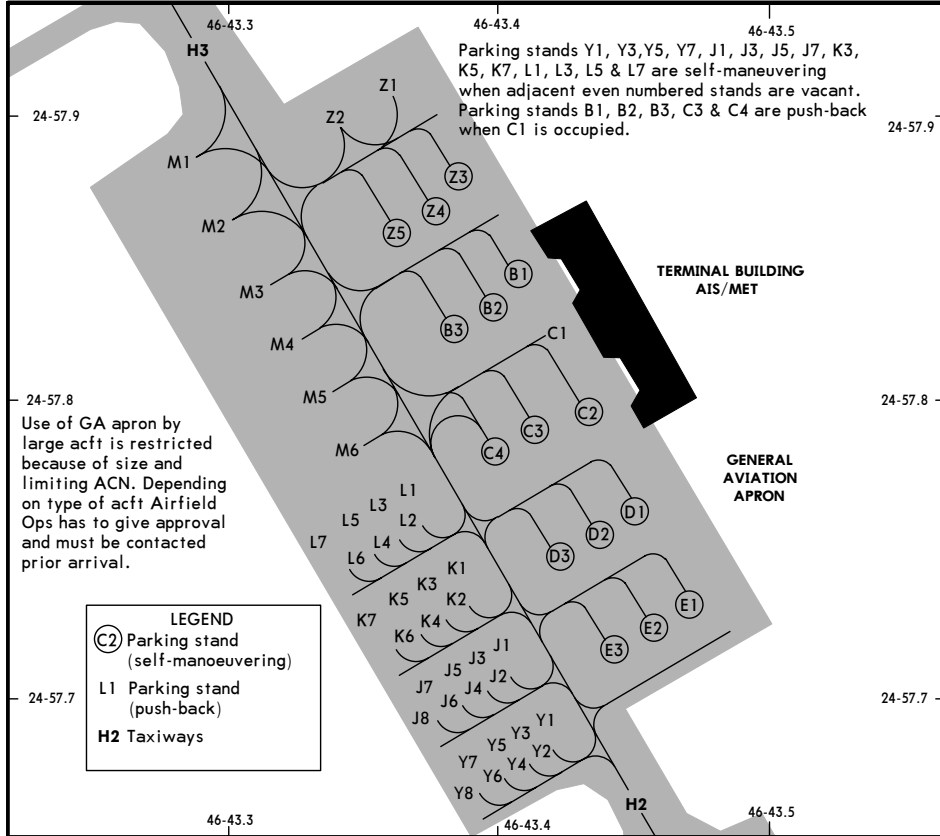 46-43.3
46-43.4
46-43.5
H3
Parking stands Y1, Y3,Y5, Y7, J1, J3, J5, J7, K3,
K5, K7, L1, L3, L5 & L7 are self-maneuvering
when adjacent even numbered stands are vacant.
Parking stands B1, B2, B3, C3 & C4 are push-back
when C1 is occupied.
Z1
Z2
24-57.9
24-57.9
M1
Z3
Z4
M2
Z5
TERMINAL BUILDING
AIS/MET
B1
M3
B2
B3
M4
C1
M5
24-57.8
24-57.8
C2
C3
M6
C4
Use of GA apron by
large acft is restricted
because of size and
limiting ACN. Depending
on type of acft Airfield
Ops has to give approval
and must be contacted
prior arrival.
GENERAL
AVIATION
APRON
L1
L3
L5
L2
L7
L4
L6
D1
D2
D3
K1
K3
K5
K2
K7
K4
K6
E1
E2
E3
LEGEND
C2 Parking stand
(self-manoeuvering)
L1 Parking stand
(push-back)
H2 Taxiways
J1
J3
J5
J2
J7
J4
J6
J8
24-57.7
24-57.7
Y1
Y3
Y5
Y2
Y7
Y4
Y6
Y8
H2
46-43.3
46-43.4
46-43.5